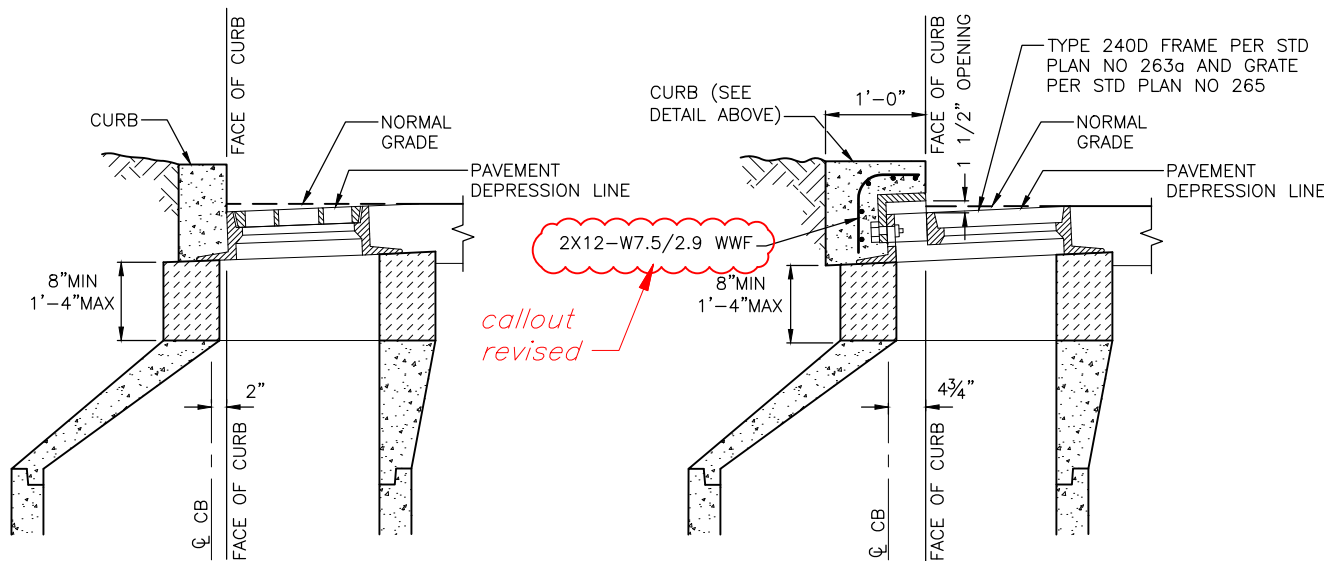 FACE OF CURB
CURB
NORMAL
GRADE
PAVEMENT
DEPRESSION LINE
8"MIN
1'-4"MAX
2"
℄ CB
FACE OF CURB
CURB (SEE
DETAIL ABOVE)
1'-0"
FACE OF CURB
1 1/2" OPENING
TYPE 240D FRAME PER STD
PLAN NO 263a AND GRATE
PER STD PLAN NO 265
NORMAL
GRADE
PAVEMENT
DEPRESSION LINE
2X12-W7.5/2.9 WWF
callout
revised
8"MIN
1'-4"MAX
4¾"
℄ CB
FACE OF CURB